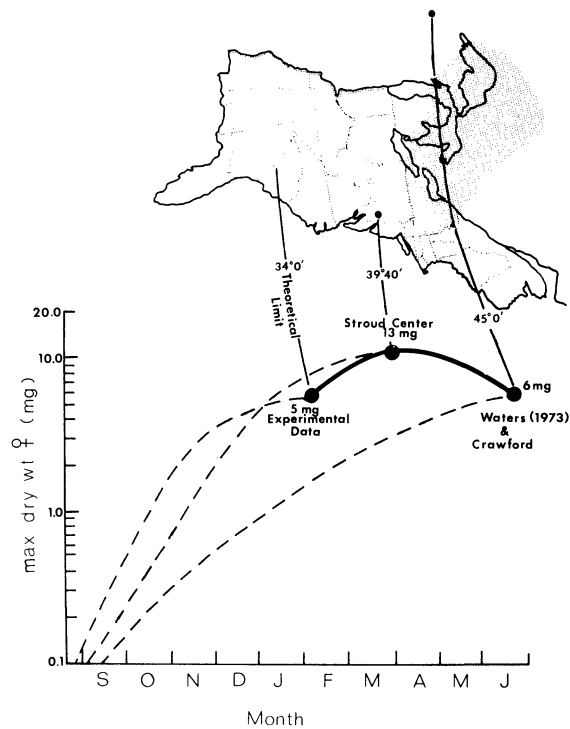 34°0'
Theoretical
Limit
39°40'
45°0'
Stroud Center
13 mg
20.0
10.0
1.0
0.1
max dry wt ♀ (mg)
5 mg
Experimental
Data
6mg
Waters (1973)
&
Crawford
S O N D J F M A M J
Month